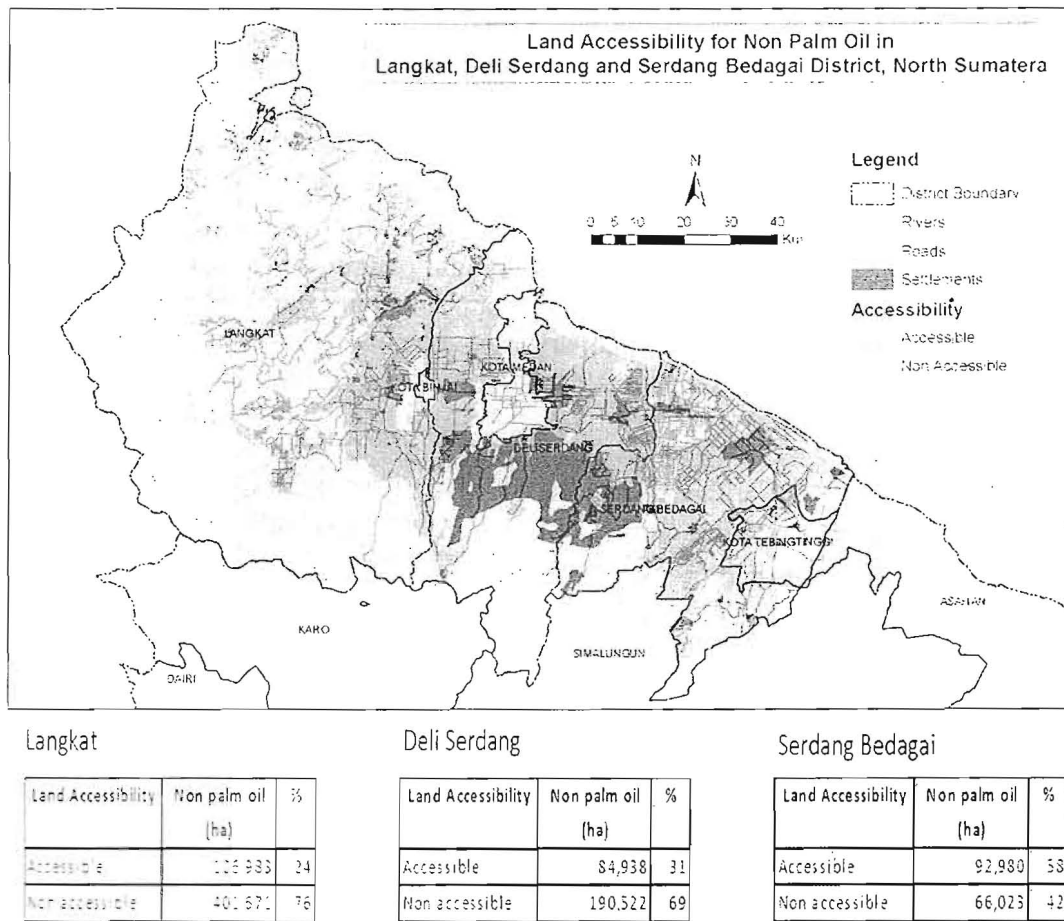 Land Accessibility for Non Palm Oil in
Langkat, Deli Serdang and Serdang Bedagai District, North Sumatera
N
0 5 10 20 30 40
Km
Legend
District Boundary
Rivers
Roads
Settlements
Accessibility
Accessible
Non Accessible
LANGKAT
KOTA MEDAN
KOTA BINJAI
DELI SERDANG
SERDANG BEDAGAI
KOTA TEBINGTINGGI
ASAHAN
KARO
SIMALUNGUN
DAIRI
Langkat
Land Accessibility Non palm oil (ha) %
Accessible 24
Non accessible 401,671 76
Deli Serdang
Land Accessibility Non palm oil (ha) %
Accessible 84,938 31
Non accessible 190,522 69
Serdang Bedagai
Land Accessibility Non palm oil (ha) %
Accessible 92,980 58
Non accessible 66,023 42